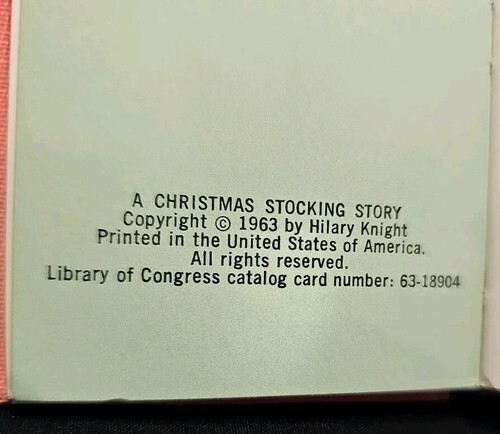 A CHRISTMAS STOCKING STORY
Copyright © 1963 by Hilary Knight
Printed in the United States of America.
All rights reserved.
Library of Congress catalog card number: 63-18904